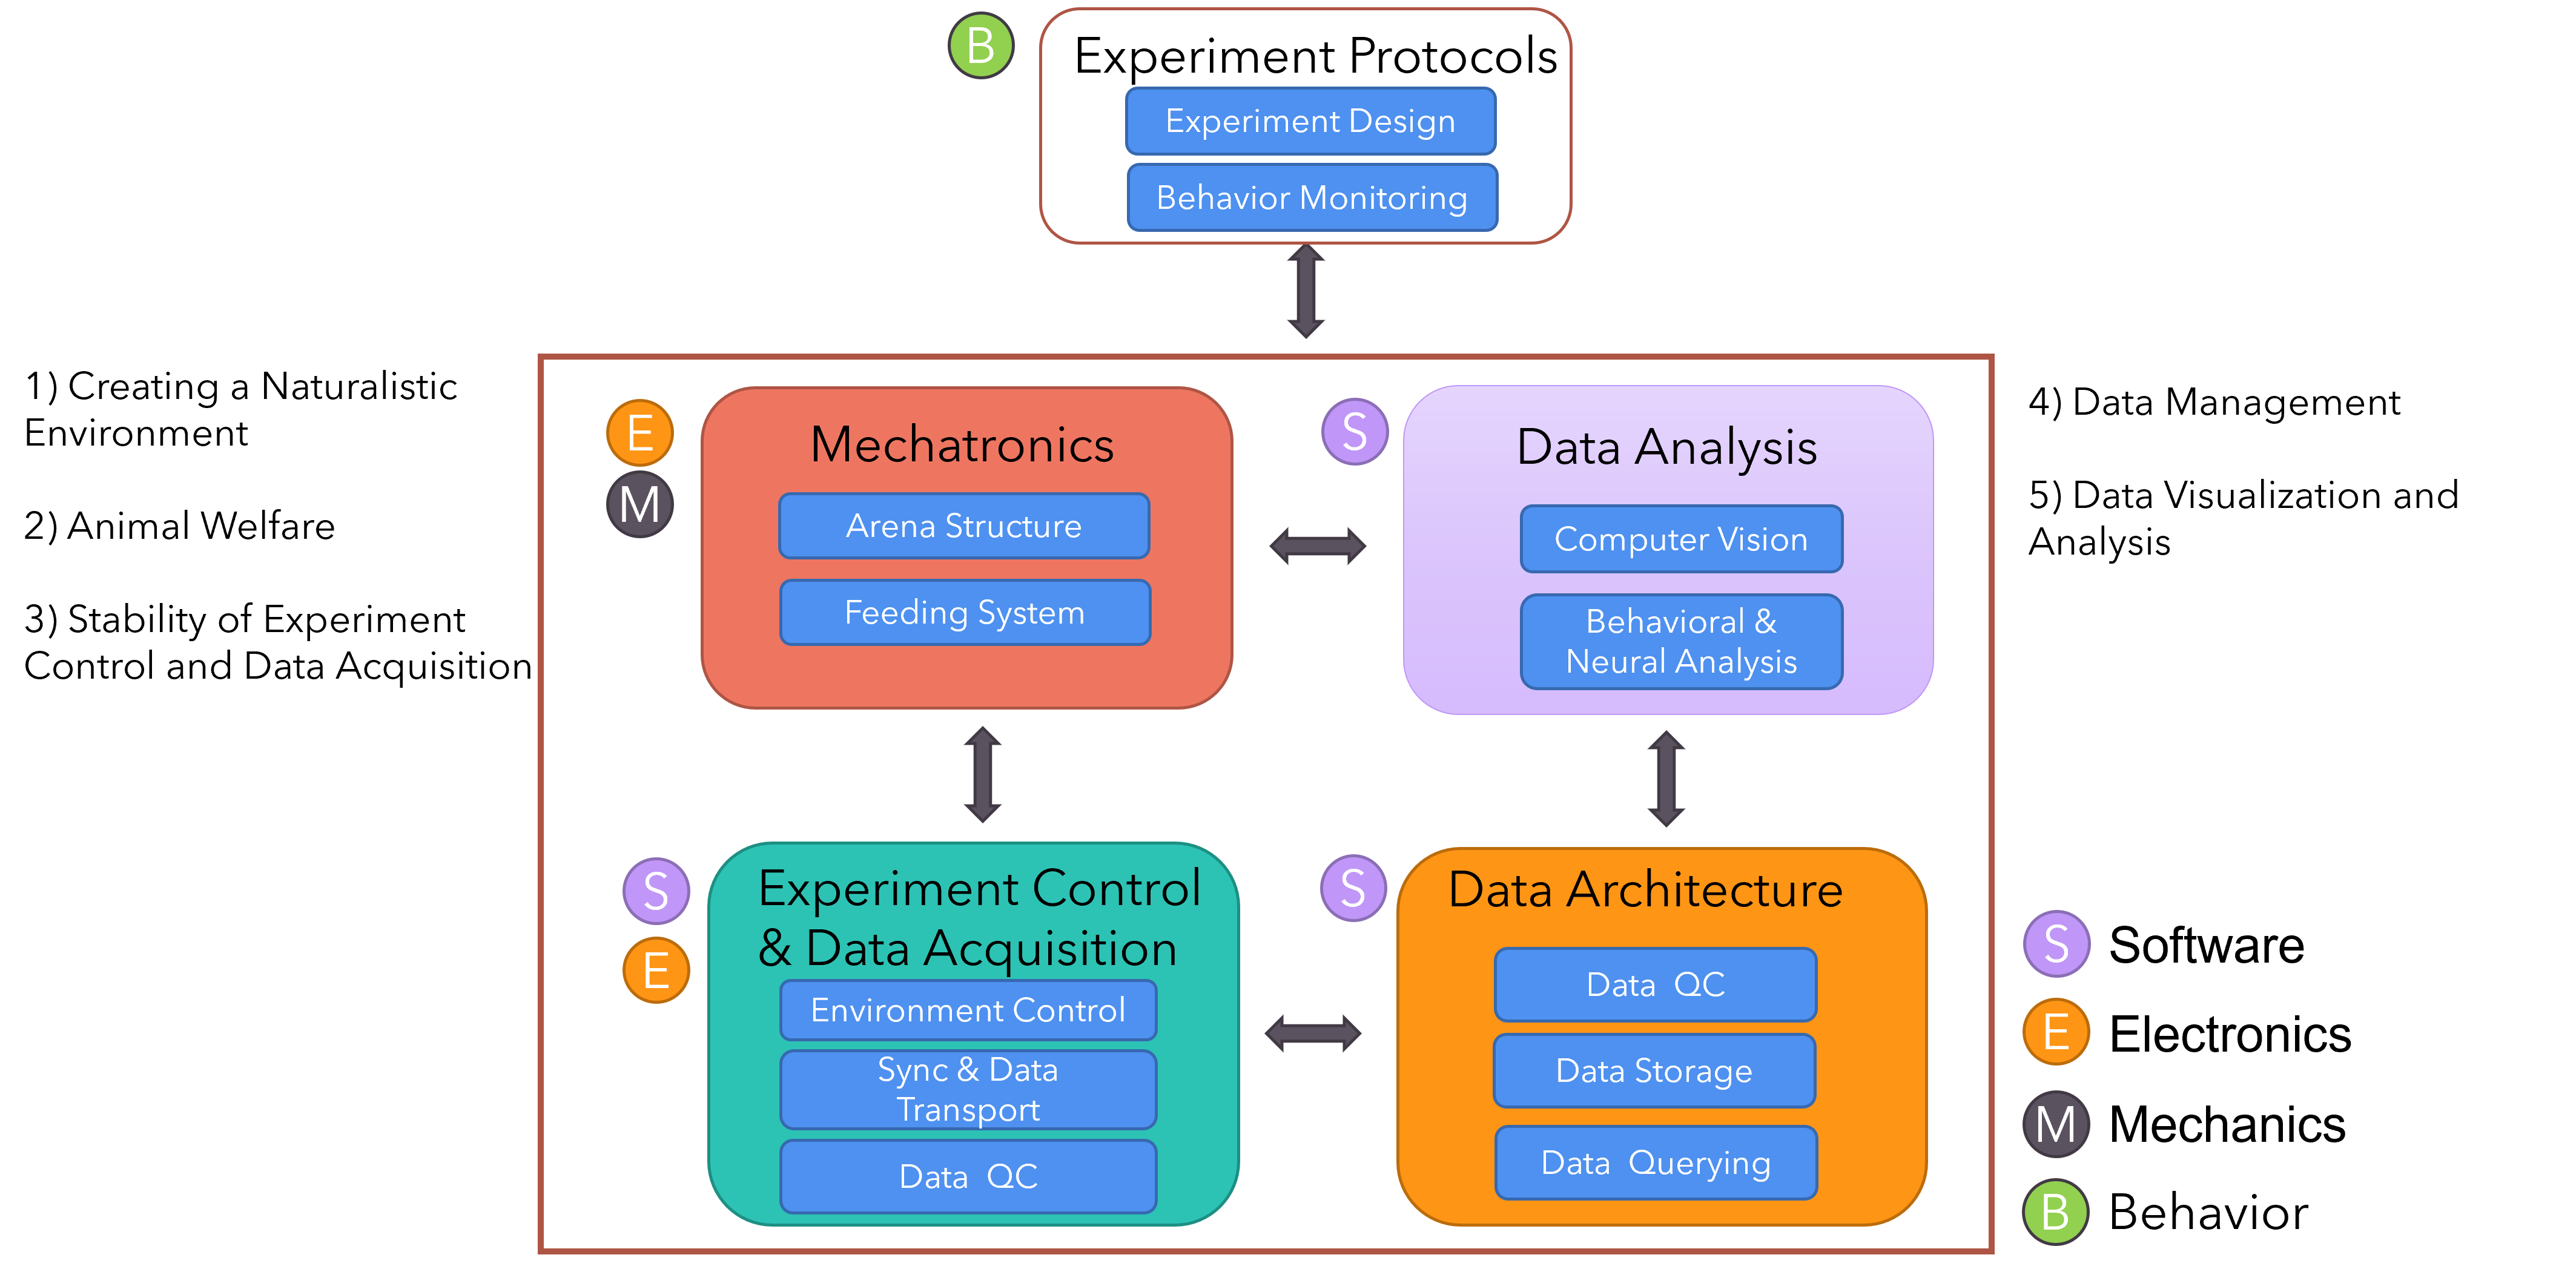 B
Experiment Protocols
Experiment Design
Behavior Monitoring
1) Creating a Naturalistic
Environment
2) Animal Welfare
3) Stability of Experiment
Control and Data Acquisition
E
M
Mechatronics
Arena Structure
Feeding System
S
Data Analysis
Computer Vision
Behavioral &
Neural Analysis
S
E
Experiment Control
& Data Acquisition
Environment Control
Sync & Data
Transport
Data QC
S
Data Architecture
Data QC
Data Storage
Data Querying
4) Data Management
5) Data Visualization and
Analysis
S Software
E Electronics
M Mechanics
B Behavior